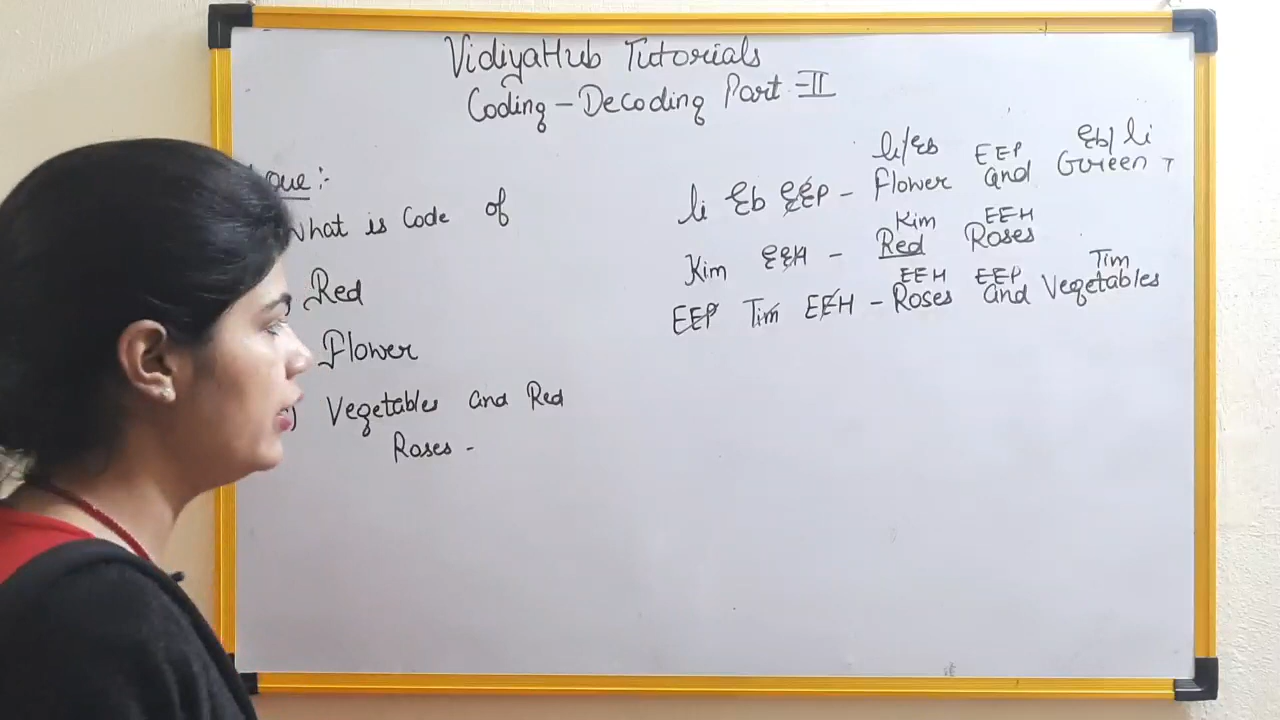 VidiyaHub Tutorials
Coding - Decoding Part - II
Que :-
What is Code of
Red
Flower
Vegetables and Red
Roses -
li/Eb EEP Eb/li
li Eb EEP - Flower and Green
Kim EEH
Kim EEH - Red Roses
EEH EEP Tim
EEP Tim EEH - Roses and Vegetables